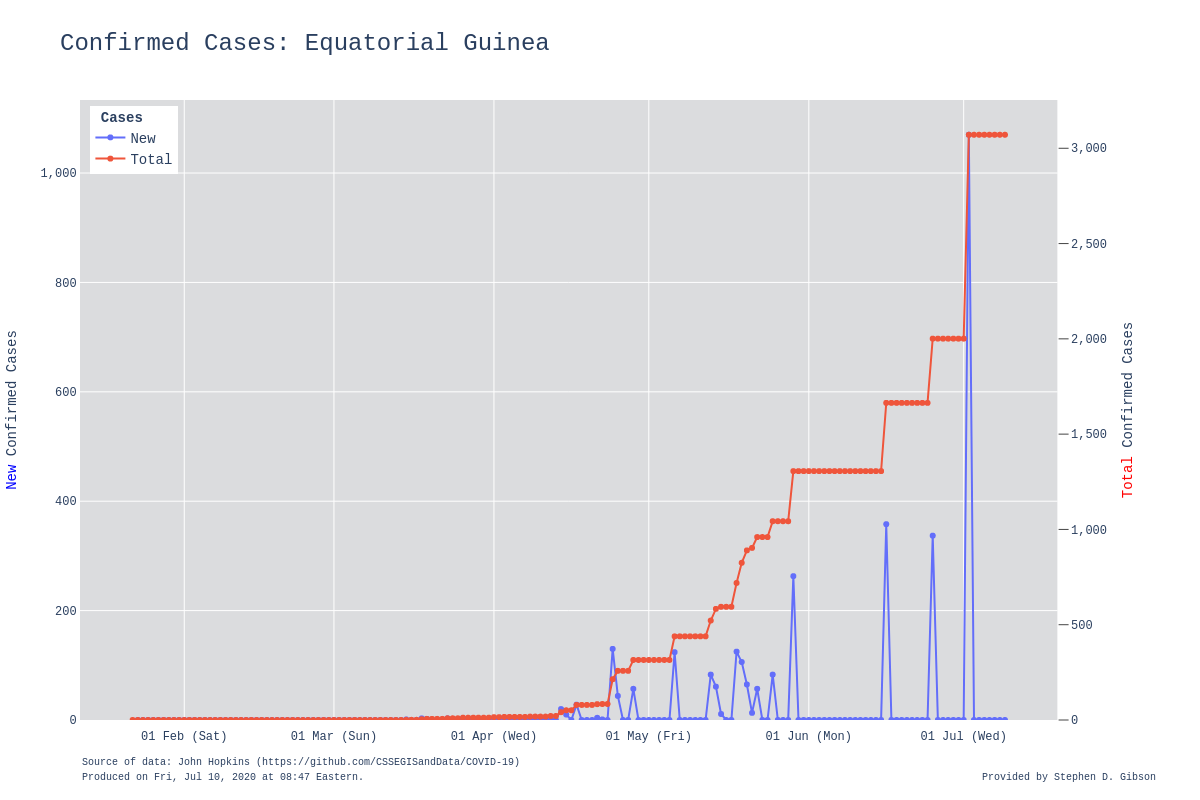 Confirmed Cases: Equatorial Guinea
Cases
New
Total
1,000
800
600
400
200
0
3,000
2,500
2,000
1,500
1,000
500
0
New Confirmed Cases
Total Confirmed Cases
01 Feb (Sat)
01 Mar (Sun)
01 Apr (Wed)
01 May (Fri)
01 Jun (Mon)
01 Jul (Wed)
Source of data: John Hopkins (https://github.com/CSSEGISandData/COVID-19)
Produced on Fri, Jul 10, 2020 at 08:47 Eastern.
Provided by Stephen D. Gibson